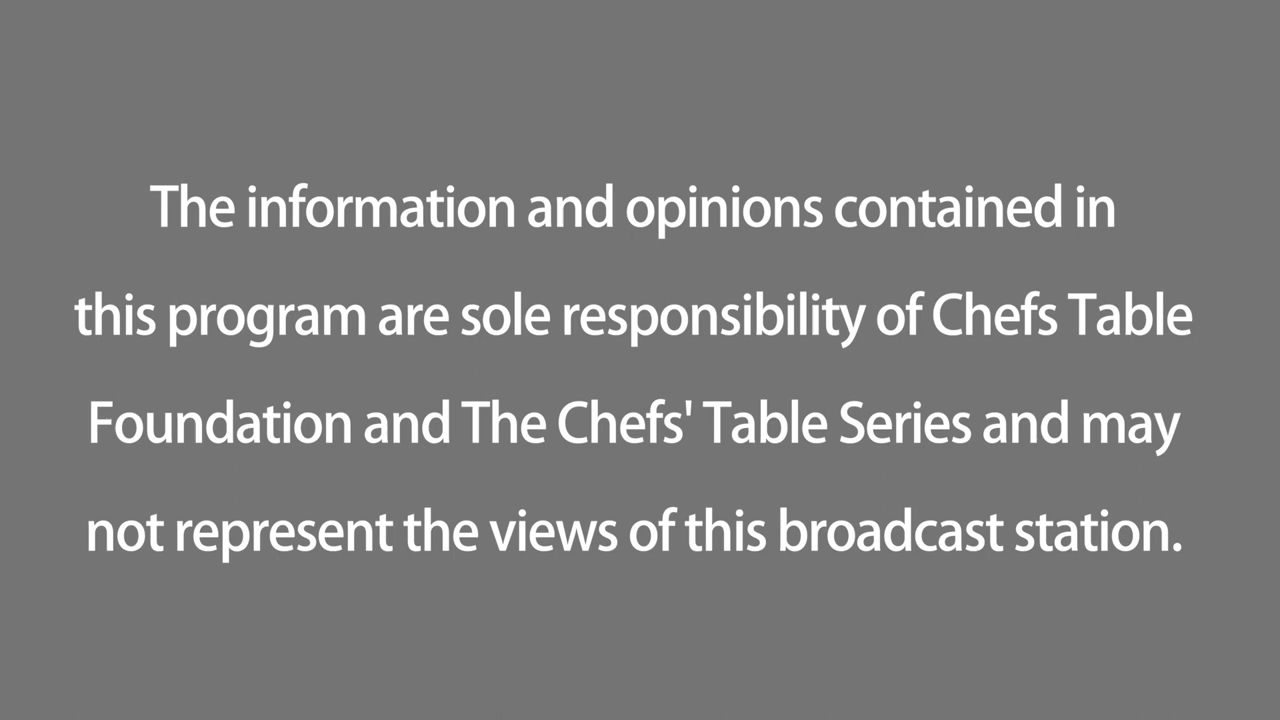 The information and opinions contained in
this program are sole responsibility of Chefs Table
Foundation and The Chefs' Table Series and may
not represent the views of this broadcast station.